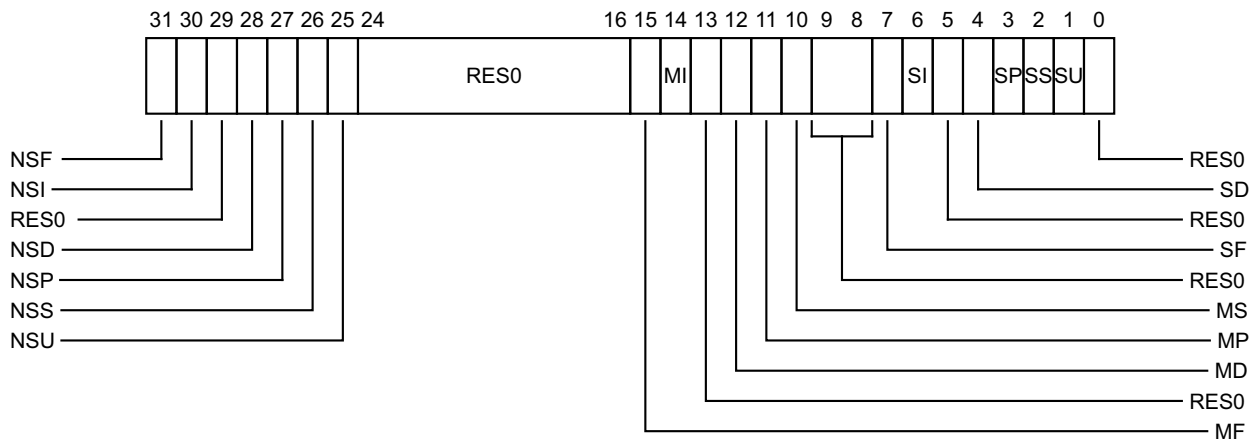 31 30 29 28 27 26 25 24 16 15 14 13 12 11 10 9 8 7 6 5 4 3 2 1 0
RES0 MI SI SP SS SU
NSF RES0
NSI SD
RES0 RES0
NSD SF
NSP RES0
NSS MS
NSU MP
MD
RES0
MF